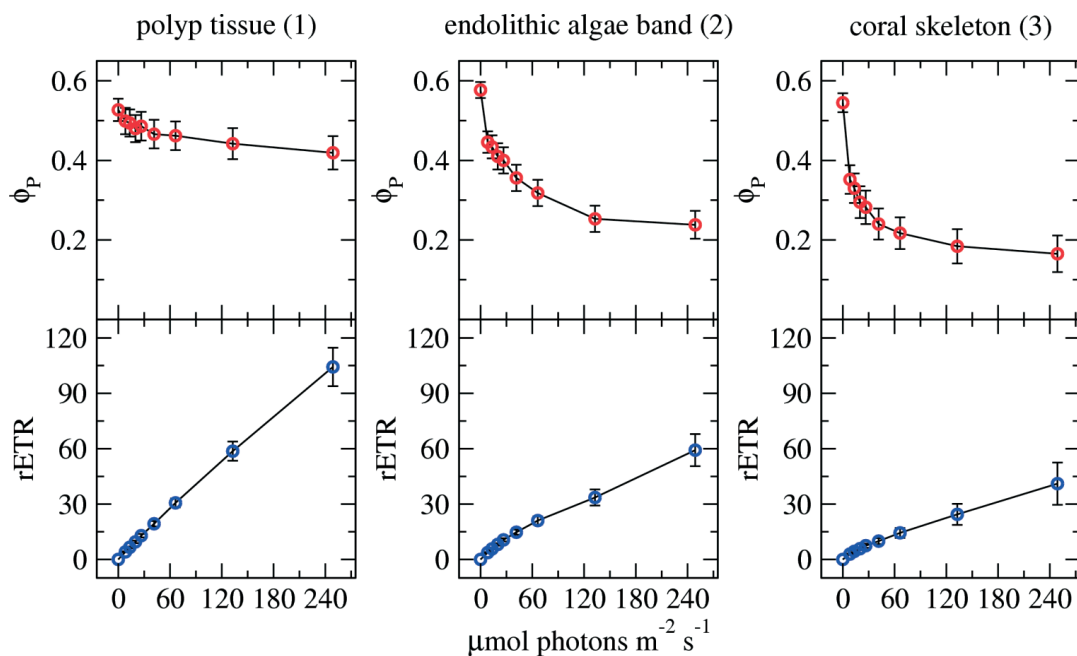 polyp tissue (1) endolithic algae band (2) coral skeleton (3)
0.6 0.6 0.6
0.4 0.4 0.4
ϕP ϕP ϕP
0.2 0.2 0.2
120 120 120
90 90 90
rETR rETR rETR
60 60 60
30 30 30
0 0 0
0 60 120 180 240 0 60 120 180 240 0 60 120 180 240
μmol photons m⁻² s⁻¹